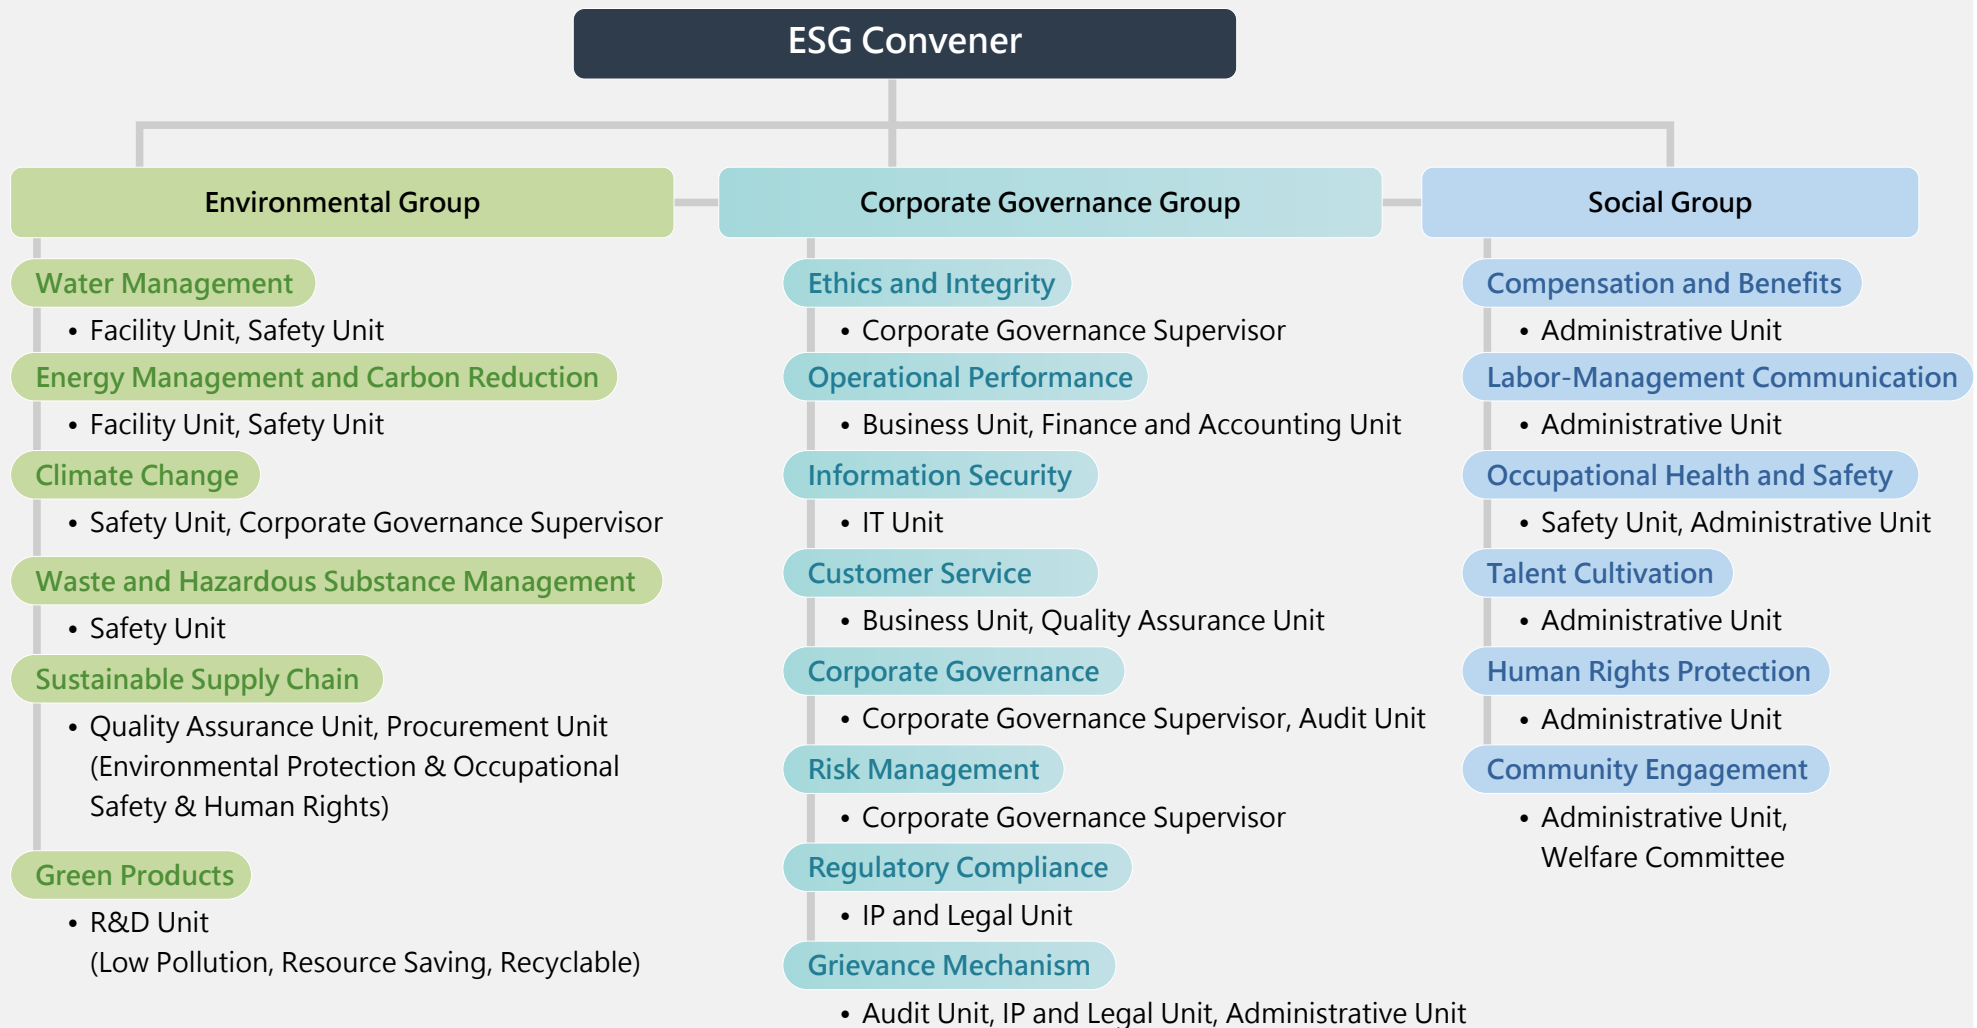 ESG Convener
Environmental Group
Water Management
• Facility Unit, Safety Unit
Energy Management and Carbon Reduction
• Facility Unit, Safety Unit
Climate Change
• Safety Unit, Corporate Governance Supervisor
Waste and Hazardous Substance Management
• Safety Unit
Sustainable Supply Chain
• Quality Assurance Unit, Procurement Unit
(Environmental Protection & Occupational
Safety & Human Rights)
Green Products
• R&D Unit
(Low Pollution, Resource Saving, Recyclable)
Corporate Governance Group
Ethics and Integrity
• Corporate Governance Supervisor
Operational Performance
• Business Unit, Finance and Accounting Unit
Information Security
• IT Unit
Customer Service
• Business Unit, Quality Assurance Unit
Corporate Governance
• Corporate Governance Supervisor, Audit Unit
Risk Management
• Corporate Governance Supervisor
Regulatory Compliance
• IP and Legal Unit
Grievance Mechanism
• Audit Unit, IP and Legal Unit, Administrative Unit
Social Group
Compensation and Benefits
• Administrative Unit
Labor-Management Communication
• Administrative Unit
Occupational Health and Safety
• Safety Unit, Administrative Unit
Talent Cultivation
• Administrative Unit
Human Rights Protection
• Administrative Unit
Community Engagement
• Administrative Unit,
Welfare Committee